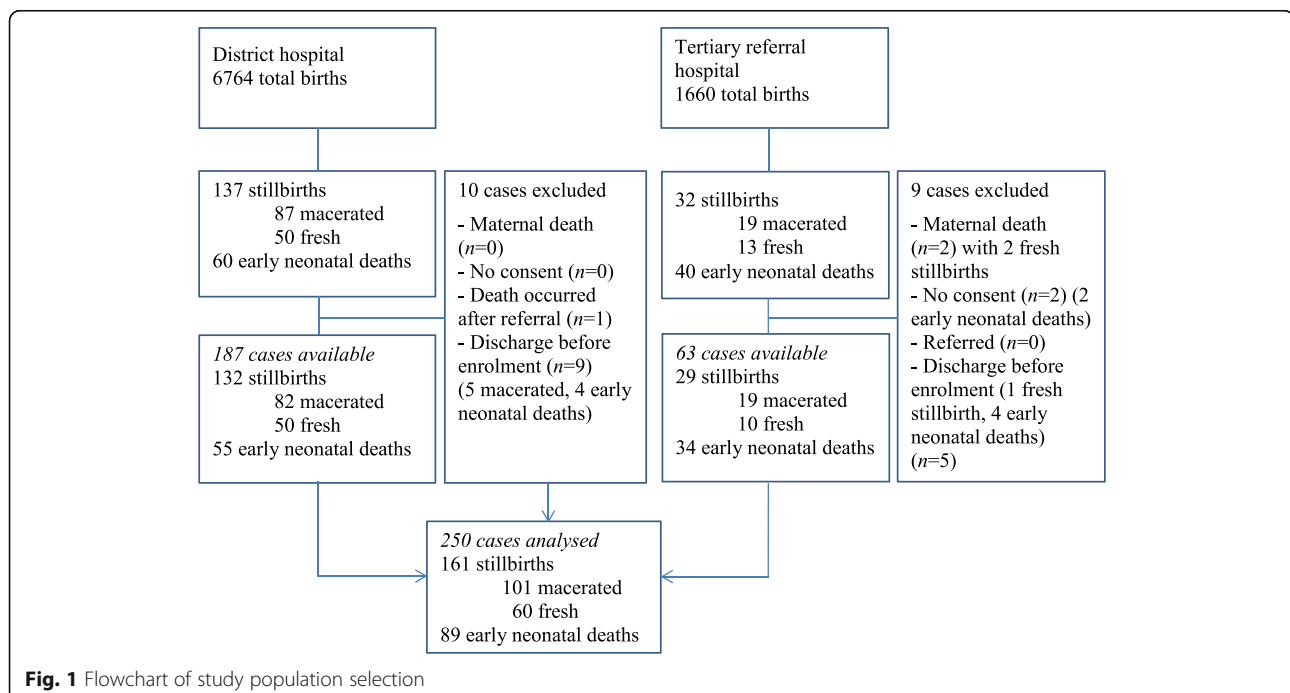 District hospital
6764 total births
Tertiary referral
hospital
1660 total births
137 stillbirths
87 macerated
50 fresh
60 early neonatal deaths
10 cases excluded
- Maternal death
(n=0)
- No consent (n=0)
- Death occurred
after referral (n=1)
- Discharge before
enrolment (n=9)
(5 macerated, 4 early
neonatal deaths)
32 stillbirths
19 macerated
13 fresh
40 early neonatal deaths
9 cases excluded
- Maternal death
(n=2) with 2 fresh
stillbirths
- No consent (n=2) (2
early neonatal deaths)
- Referred (n=0)
- Discharge before
enrolment (1 fresh
stillbirth, 4 early
neonatal deaths)
(n=5)
187 cases available
132 stillbirths
82 macerated
50 fresh
55 early neonatal deaths
63 cases available
29 stillbirths
19 macerated
10 fresh
34 early neonatal deaths
250 cases analysed
161 stillbirths
101 macerated
60 fresh
89 early neonatal deaths
Fig. 1 Flowchart of study population selection